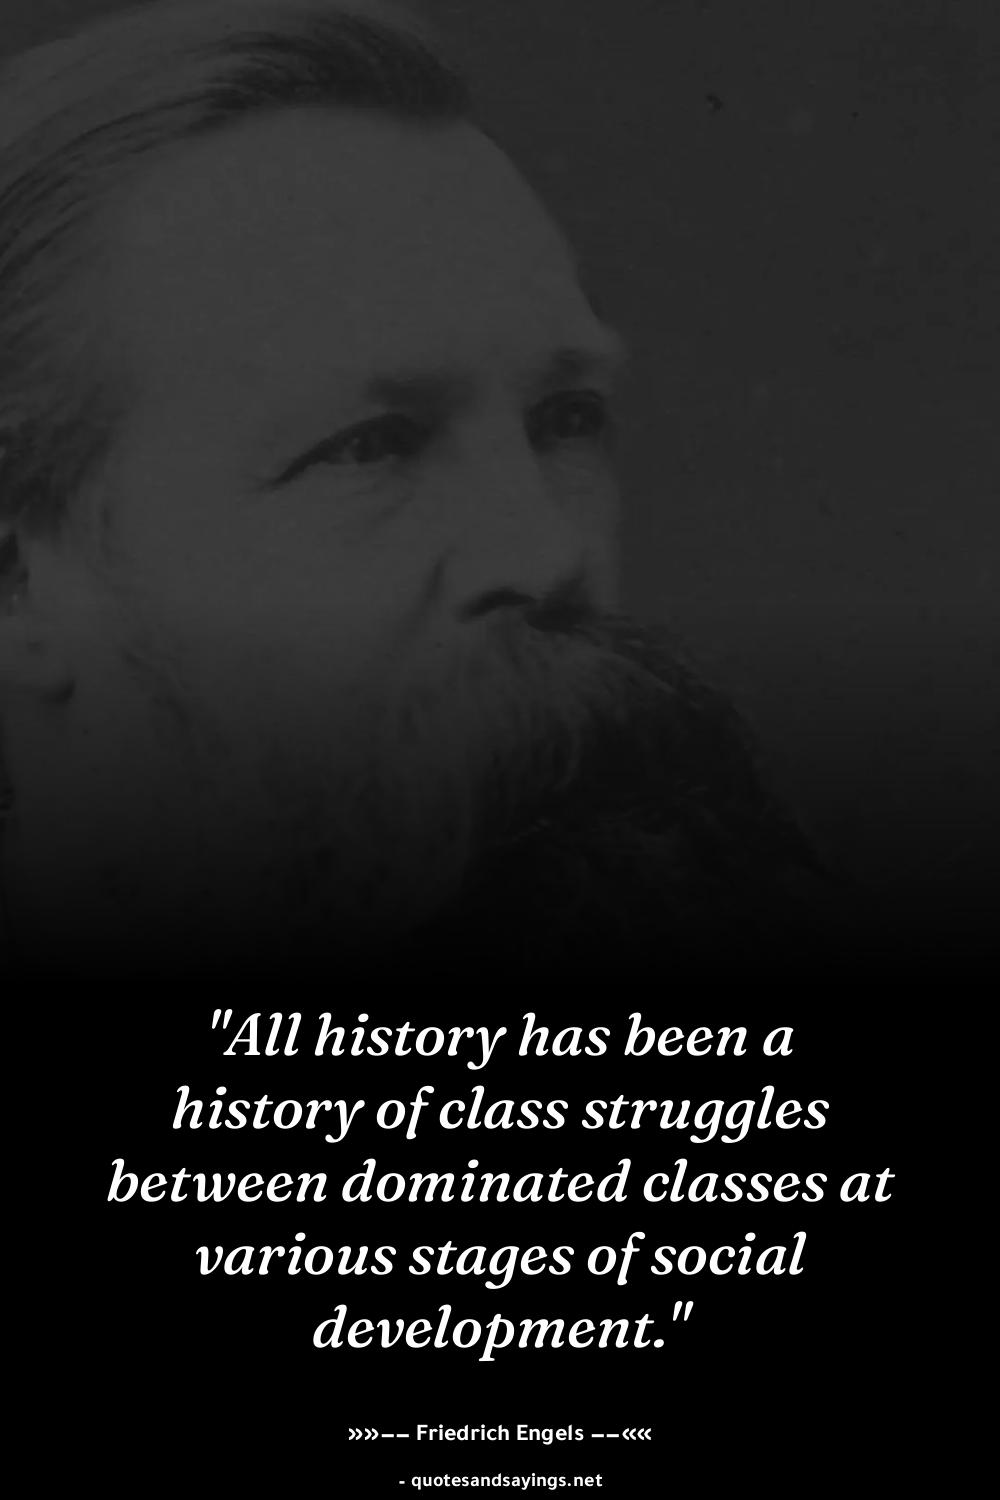 "All history has been a
history of class struggles
between dominated classes at
various stages of social
development."
»»–– Friedrich Engels ––««
- quotesandsayings.net